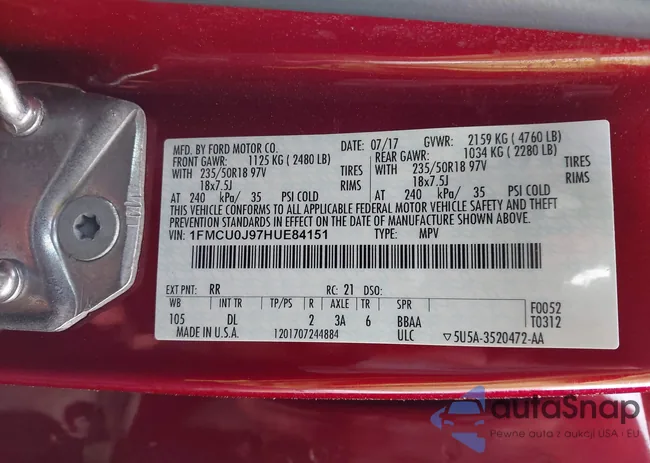 MFD. BY FORD MOTOR CO. DATE: 07/17 GVWR: 2159 KG ( 4760 LB)
FRONT GAWR: 1125 KG ( 2480 LB) REAR GAWR: 1034 KG ( 2280 LB)
WITH 235/50R18 97V TIRES WITH 235/50R18 97V TIRES
18x7.5J RIMS 18x7.5J RIMS
AT 240 kPa/ 35 PSI COLD AT 240 kPa/ 35 PSI COLD
THIS VEHICLE CONFORMS TO ALL APPLICABLE FEDERAL MOTOR VEHICLE SAFETY, BUMPER, AND THEFT
PREVENTION STANDARDS IN EFFECT ON THE DATE OF MANUFACTURE SHOWN ABOVE.
VIN: 1FMCU0J97HUE84151 TYPE: MPV
EXT PNT: RR RC: 21 DSO:
WB INT TR TP/PS R AXLE TR SPR F0052
105 DL 2 3A 6 BBAA T0312
MADE IN U.S.A. 1201707244884 ULC ▽5U5A-3520472-AA
autoSnap
Pewne auta z aukcji USA i EU